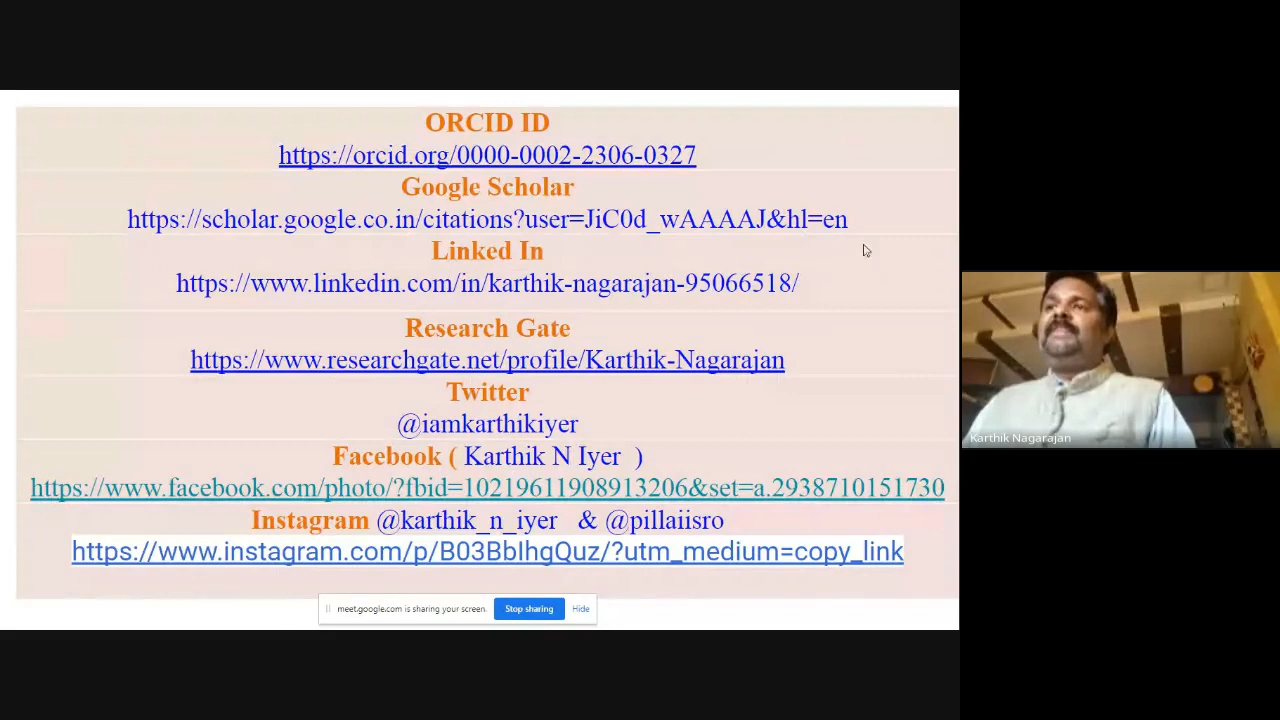 ORCID ID
https://orcid.org/0000-0002-2306-0327
Google Scholar
https://scholar.google.co.in/citations?user=JiC0d_wAAAAJ&hl=en
Linked In
https://www.linkedin.com/in/karthik-nagarajan-95066518/
Research Gate
https://www.researchgate.net/profile/Karthik-Nagarajan
Twitter
@iamkarthikiyer
Facebook ( Karthik N Iyer )
https://www.facebook.com/photo/?fbid=10219611908913206&set=a.2938710151730
Instagram @karthik_n_iyer & @pillaiisro
https://www.instagram.com/p/B03BbIhgQuz/?utm_medium=copy_link
meet.google.com is sharing your screen. Stop sharing Hide
Karthik Nagarajan